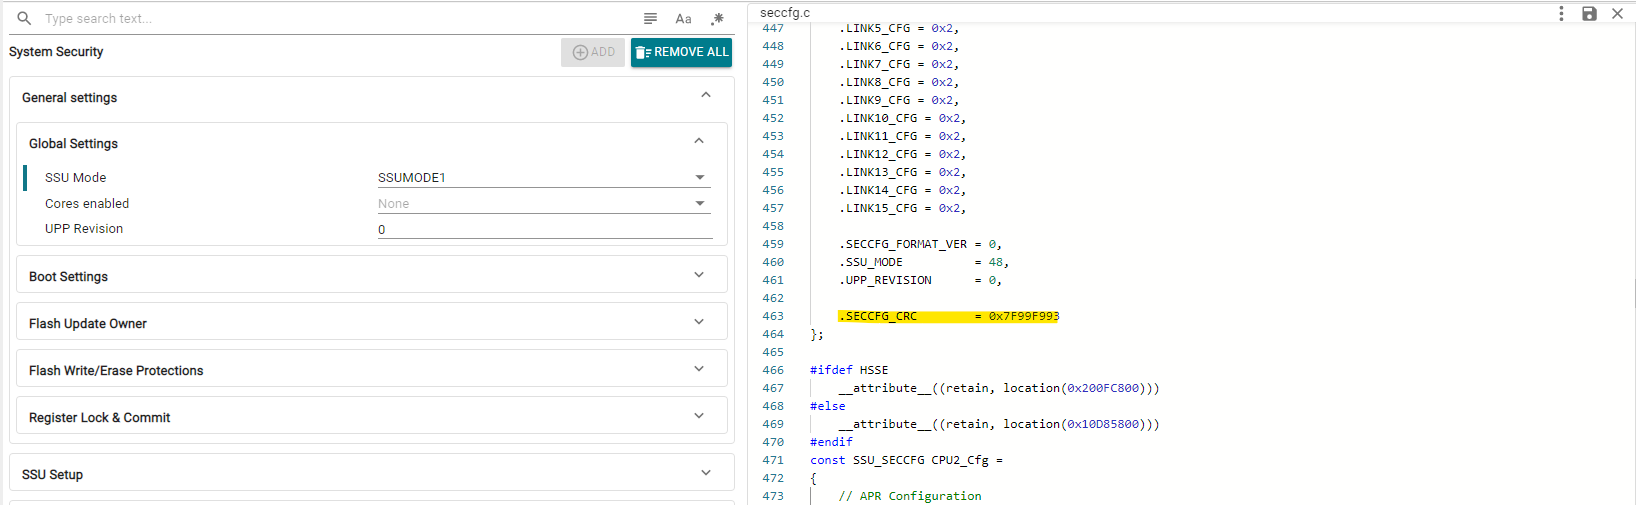 Type search text...
Aa
.*
System Security
ADD
REMOVE ALL
General settings
Global Settings
SSU Mode
SSUMODE1
Cores enabled
None
UPP Revision
0
Boot Settings
Flash Update Owner
Flash Write/Erase Protections
Register Lock & Commit
SSU Setup
seccfg.c
447 .LINK5_CFG = 0x2,
448 .LINK6_CFG = 0x2,
449 .LINK7_CFG = 0x2,
450 .LINK8_CFG = 0x2,
451 .LINK9_CFG = 0x2,
452 .LINK10_CFG = 0x2,
453 .LINK11_CFG = 0x2,
454 .LINK12_CFG = 0x2,
455 .LINK13_CFG = 0x2,
456 .LINK14_CFG = 0x2,
457 .LINK15_CFG = 0x2,
458
459 .SECCFG_FORMAT_VER = 0,
460 .SSU_MODE = 48,
461 .UPP_REVISION = 0,
462
463 .SECCFG_CRC = 0x7F99F993
464 };
465
466 #ifdef HSSE
467 __attribute__((retain, location(0x200FC800)))
468 #else
469 __attribute__((retain, location(0x10D85800)))
470 #endif
471 const SSU_SECCFG CPU2_Cfg =
472 {
473 // APR Configuration